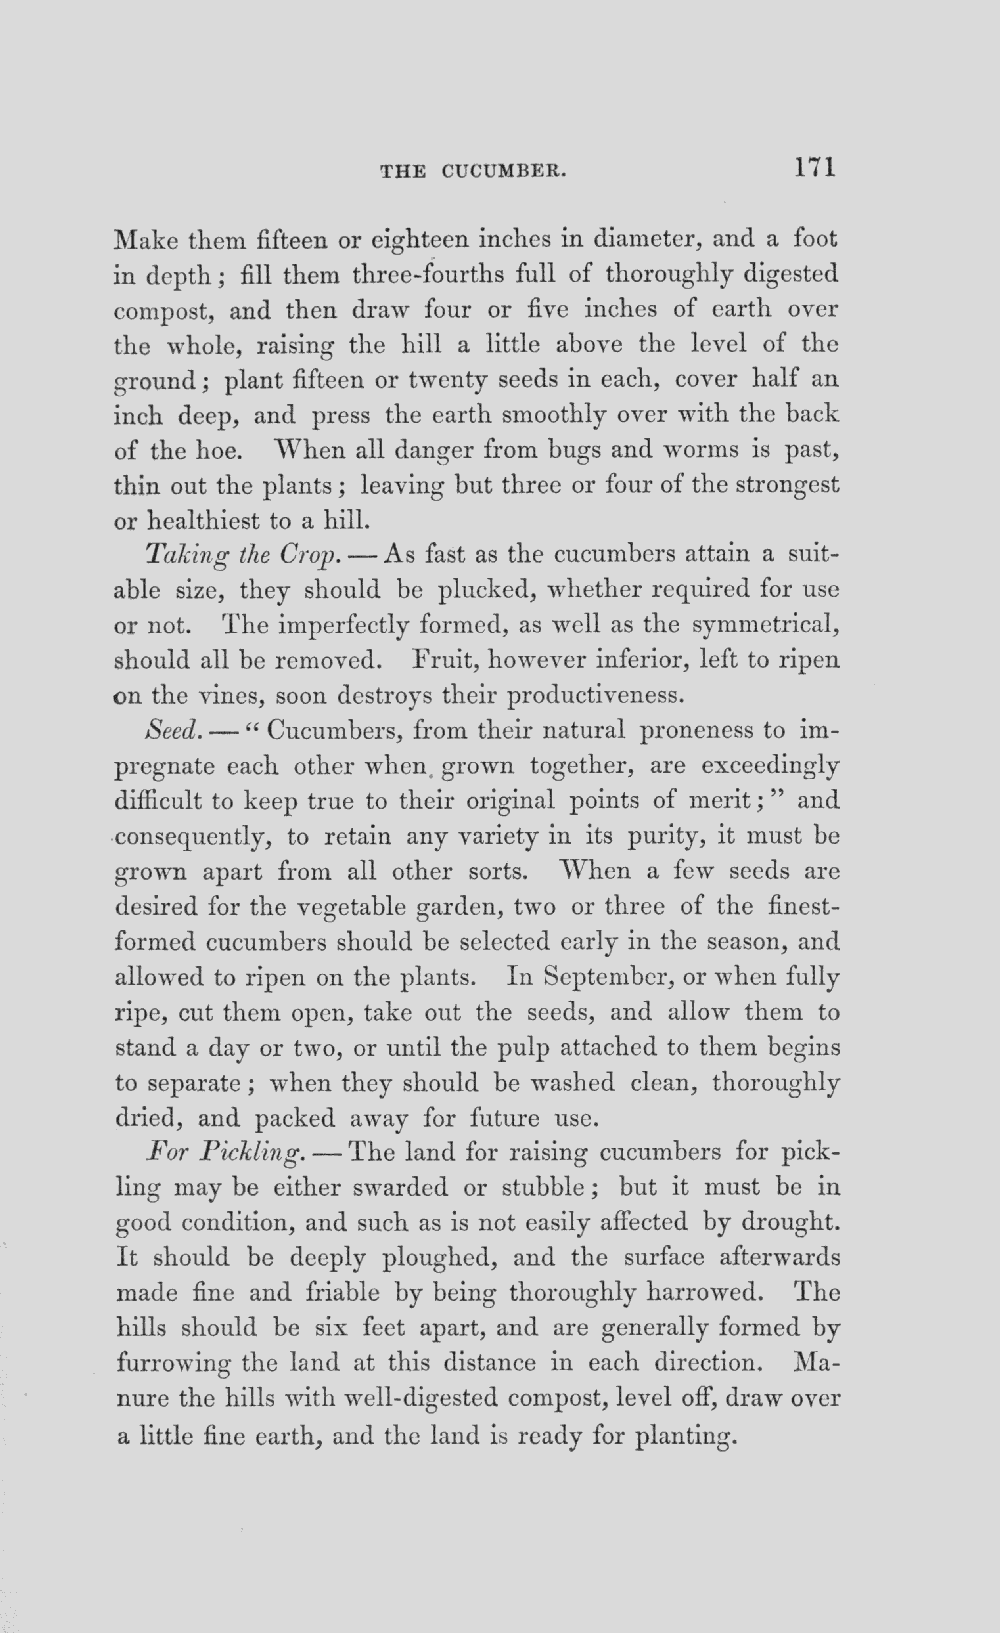 THE CUCUMBER. 171
Make them fifteen or eighteen inches in diameter, and a foot
in depth; fill them three-fourths full of thoroughly digested
compost, and then draw four or five inches of earth over
the whole, raising the hill a little above the level of the
ground; plant fifteen or twenty seeds in each, cover half an
inch deep, and press the earth smoothly over with the back
of the hoe. When all danger from bugs and worms is past,
thin out the plants; leaving but three or four of the strongest
or healthiest to a hill.
Taking the Crop. — As fast as the cucumbers attain a suit-
able size, they should be plucked, whether required for use
or not. The imperfectly formed, as well as the symmetrical,
should all be removed. Fruit, however inferior, left to ripen
on the vines, soon destroys their productiveness.
Seed. — “Cucumbers, from their natural proneness to im-
pregnate each other when grown together, are exceedingly
difficult to keep true to their original points of merit;” and
consequently, to retain any variety in its purity, it must be
grown apart from all other sorts. When a few seeds are
desired for the vegetable garden, two or three of the finest-
formed cucumbers should be selected early in the season, and
allowed to ripen on the plants. In September, or when fully
ripe, cut them open, take out the seeds, and allow them to
stand a day or two, or until the pulp attached to them begins
to separate; when they should be washed clean, thoroughly
dried, and packed away for future use.
For Pickling. — The land for raising cucumbers for pick-
ling may be either swarded or stubble; but it must be in
good condition, and such as is not easily affected by drought.
It should be deeply ploughed, and the surface afterwards
made fine and friable by being thoroughly harrowed. The
hills should be six feet apart, and are generally formed by
furrowing the land at this distance in each direction. Ma-
nure the hills with well-digested compost, level off, draw over
a little fine earth, and the land is ready for planting.